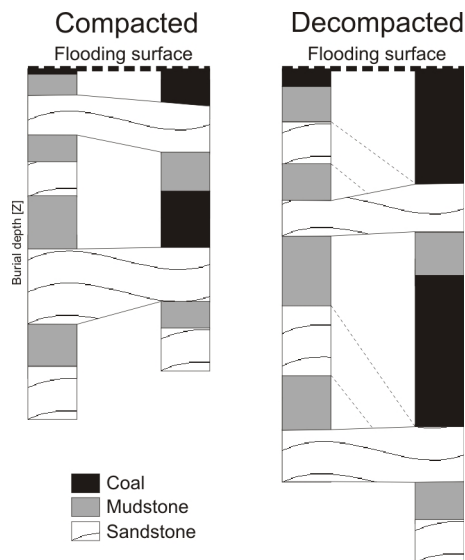 Compacted
Flooding surface
Decompacted
Flooding surface
Burial depth [Z]
Coal
Mudstone
Sandstone